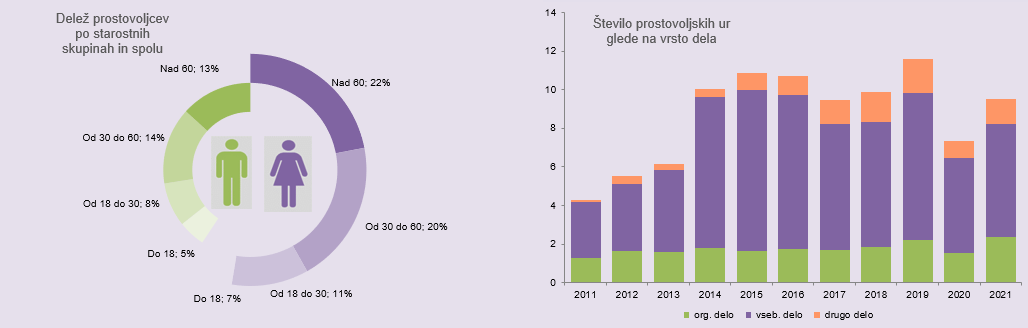 Delež prostovoljcev
po starostnih
skupinah in spolu
Nad 60; 13%
Nad 60; 22%
Od 30 do 60; 14%
Od 18 do 30; 8%
Od 30 do 60; 20%
Do 18; 5%
Do 18; 7%
Od 18 do 30; 11%
Število prostovoljskih ur
glede na vrsto dela
14
12
10
8
6
4
2
0
2011 2012 2013 2014 2015 2016 2017 2018 2019 2020 2021
org. delo vseb. delo drugo delo